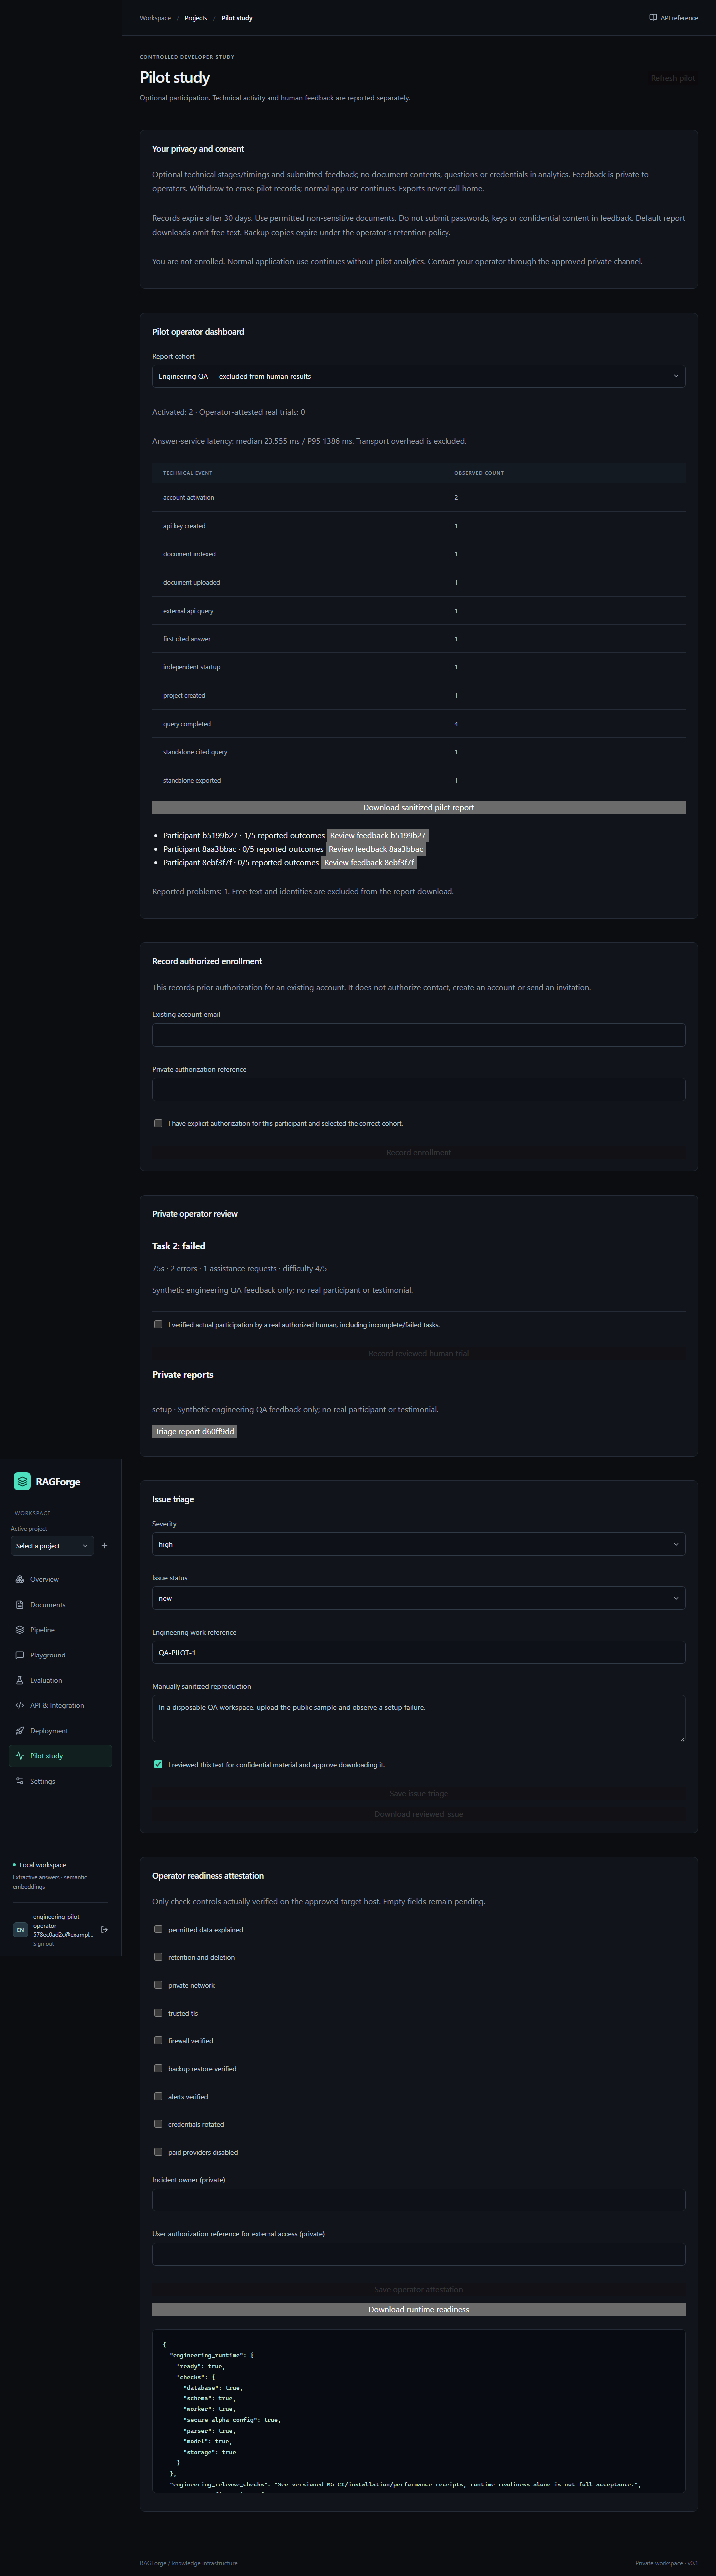 Workspace / Projects / Pilot study
API reference
CONTROLLED DEVELOPER STUDY
Pilot study
Refresh pilot
Optional participation. Technical activity and human feedback are reported separately.
Your privacy and consent
Optional technical stages/timings and submitted feedback; no document contents, questions or credentials in analytics. Feedback is private to
operators. Withdraw to erase pilot records; normal app use continues. Exports never call home.
Records expire after 30 days. Use permitted non-sensitive documents. Do not submit passwords, keys or confidential content in feedback. Default report
downloads omit free text. Backup copies expire under the operator's retention policy.
You are not enrolled. Normal application use continues without pilot analytics. Contact your operator through the approved private channel.
Pilot operator dashboard
Report cohort
Engineering QA — excluded from human results
Activated: 2 · Operator-attested real trials: 0
Answer-service latency: median 23.555 ms / P95 1386 ms. Transport overhead is excluded.
TECHNICAL EVENT OBSERVED COUNT
account activation 2
api key created 1
document indexed 1
document uploaded 1
external api query 1
first cited answer 1
independent startup 1
project created 1
query completed 4
standalone cited query 1
standalone exported 1
Download sanitized pilot report
• Participant b5199b27 · 1/5 reported outcomes Review feedback b5199b27
• Participant 8aa3bbac · 0/5 reported outcomes Review feedback 8aa3bbac
• Participant 8ebf3f7f · 0/5 reported outcomes Review feedback 8ebf3f7f
Reported problems: 1. Free text and identities are excluded from the report download.
Record authorized enrollment
This records prior authorization for an existing account. It does not authorize contact, create an account or send an invitation.
Existing account email
Private authorization reference
I have explicit authorization for this participant and selected the correct cohort.
Record enrollment
Private operator review
Task 2: failed
75s · 2 errors · 1 assistance requests · difficulty 4/5
Synthetic engineering QA feedback only; no real participant or testimonial.
I verified actual participation by a real authorized human, including incomplete/failed tasks.
Record reviewed human trial
Private reports
setup · Synthetic engineering QA feedback only; no real participant or testimonial.
Triage report d60ff9dd
RAGForge
WORKSPACE
Active project
Select a project
Overview
Documents
Pipeline
Playground
Evaluation
API & Integration
Deployment
Pilot study
Settings
Local workspace
Extractive answers · semantic
embeddings
EN
engineering-pilot-
operator-
578ec0ad2c@exampl...
Sign out
Issue triage
Severity
high
Issue status
new
Engineering work reference
QA-PILOT-1
Manually sanitized reproduction
In a disposable QA workspace, upload the public sample and observe a setup failure.
I reviewed this text for confidential material and approve downloading it.
Save issue triage
Download reviewed issue
Operator readiness attestation
Only check controls actually verified on the approved target host. Empty fields remain pending.
permitted data explained
retention and deletion
private network
trusted tls
firewall verified
backup restore verified
alerts verified
credentials rotated
paid providers disabled
Incident owner (private)
User authorization reference for external access (private)
Save operator attestation
Download runtime readiness
{
"engineering_runtime": {
"ready": true,
"checks": {
"database": true,
"schema": true,
"worker": true,
"secure_alpha_config": true,
"parser": true,
"model": true,
"storage": true
}
},
"engineering_release_checks": "See versioned M5 CI/installation/performance receipts; runtime readiness alone is not full acceptance.",
RAGForge / knowledge infrastructure
Private workspace · v0.1